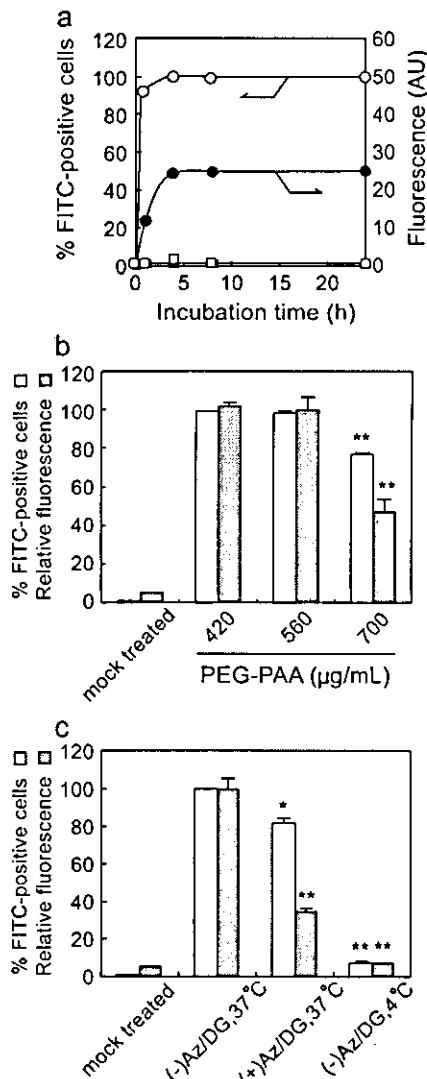 a
120
100
80
60
40
20
0
% FITC-positive cells
60
50
40
30
20
10
0
Fluorescence (AU)
0 5 10 15 20
Incubation time (h)
b
% FITC-positive cells
Relative fluorescence
120
100
80
60
40
20
0
**
**
mock treated
420
560
700
PEG-PAA (µg/mL)
c
% FITC-positive cells
Relative fluorescence
120
100
80
60
40
20
0
*
**
** **
mock treated
(-)Az/DG,37°C
(+)Az/DG,37°C
(-)Az/DG,4°C